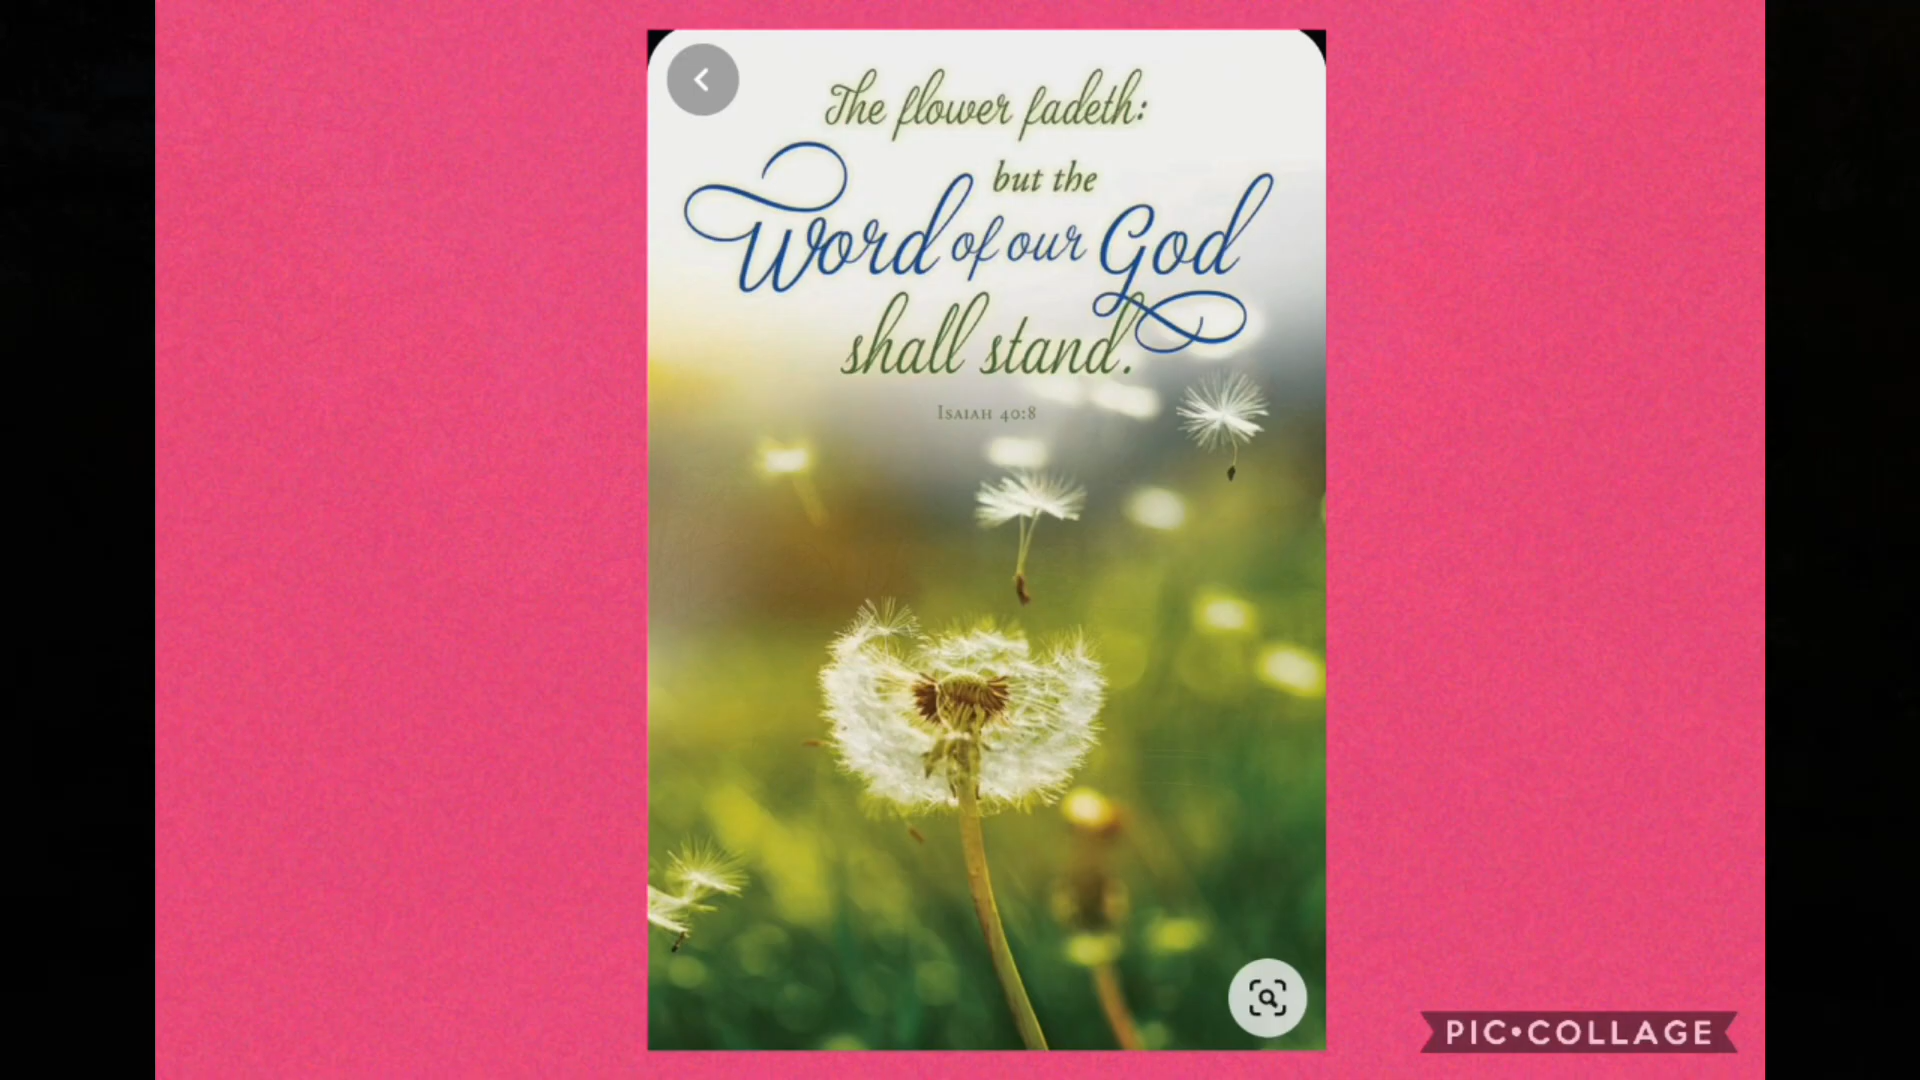 The flower fadeth:
but the
Word of our God
shall stand.
Isaiah 40:8
PIC•COLLAGE